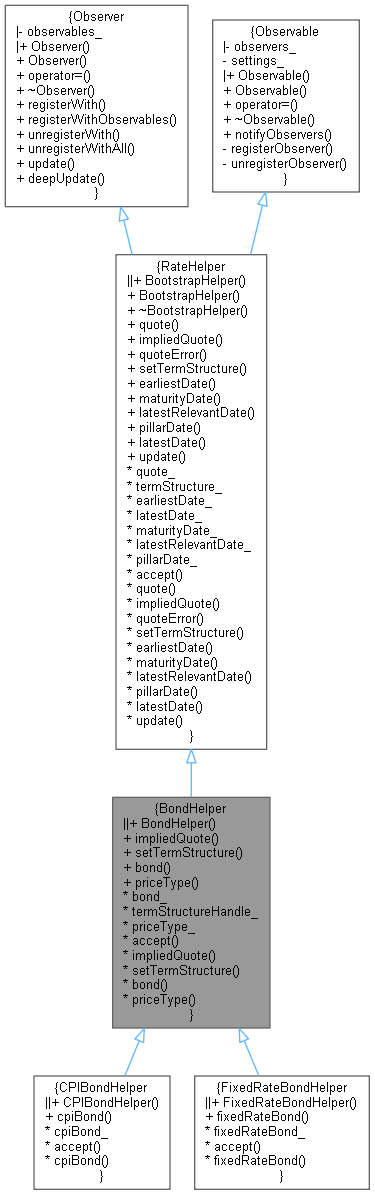 {Observer
|- observables_
|+ Observer()
+ Observer()
+ operator=()
+ ~Observer()
+ registerWith()
+ registerWithObservables()
+ unregisterWith()
+ unregisterWithAll()
+ update()
+ deepUpdate()
}
{Observable
|- observers_
- settings_
|+ Observable()
+ Observable()
+ operator=()
+ ~Observable()
+ notifyObservers()
- registerObserver()
- unregisterObserver()
}
{RateHelper
||+ BootstrapHelper()
+ BootstrapHelper()
+ ~BootstrapHelper()
+ quote()
+ impliedQuote()
+ quoteError()
+ setTermStructure()
+ earliestDate()
+ maturityDate()
+ latestRelevantDate()
+ pillarDate()
+ latestDate()
+ update()
* quote_
* termStructure_
* earliestDate_
* latestDate_
* maturityDate_
* latestRelevantDate_
* pillarDate_
* accept()
* quote()
* impliedQuote()
* quoteError()
* setTermStructure()
* earliestDate()
* maturityDate()
* latestRelevantDate()
* pillarDate()
* latestDate()
* update()
}
{BondHelper
||+ BondHelper()
+ impliedQuote()
+ setTermStructure()
+ bond()
+ priceType()
* bond_
* termStructureHandle_
* priceType_
* accept()
* impliedQuote()
* setTermStructure()
* bond()
* priceType()
}
{CPIBondHelper
||+ CPIBondHelper()
+ cpiBond()
* cpiBond_
* accept()
* cpiBond()
}
{FixedRateBondHelper
||+ FixedRateBondHelper()
+ fixedRateBond()
* fixedRateBond_
* accept()
* fixedRateBond()
}